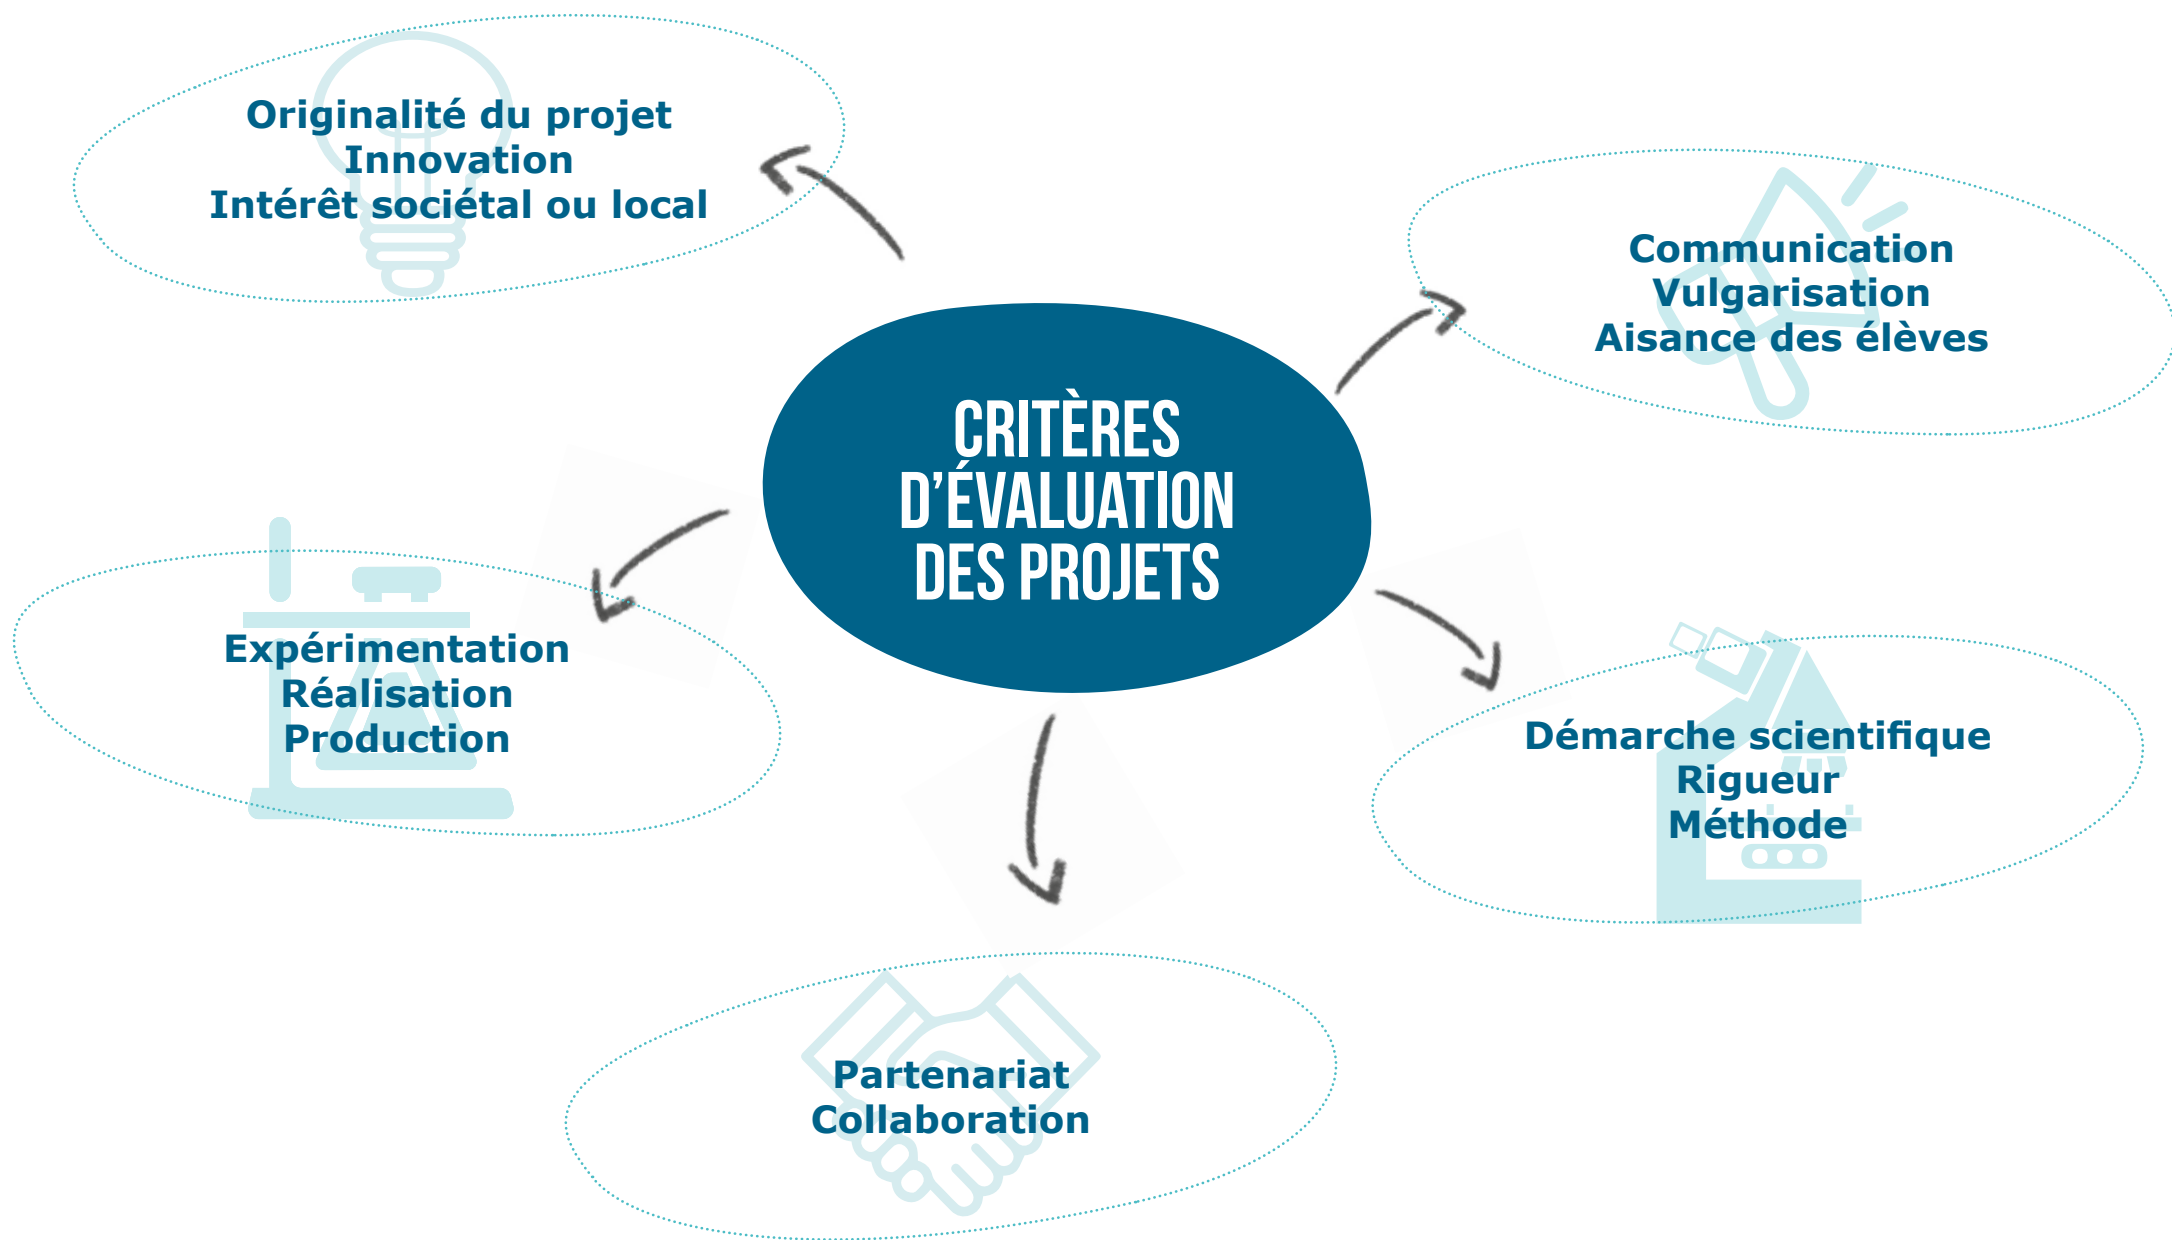 Originalité du projet
Innovation
Intérêt sociétal ou local
Communication
Vulgarisation
Aisance des élèves
CRITÈRES
D’ÉVALUATION
DES PROJETS
Expérimentation
Réalisation
Production
Démarche scientifique
Rigueur
Méthode
Partenariat
Collaboration